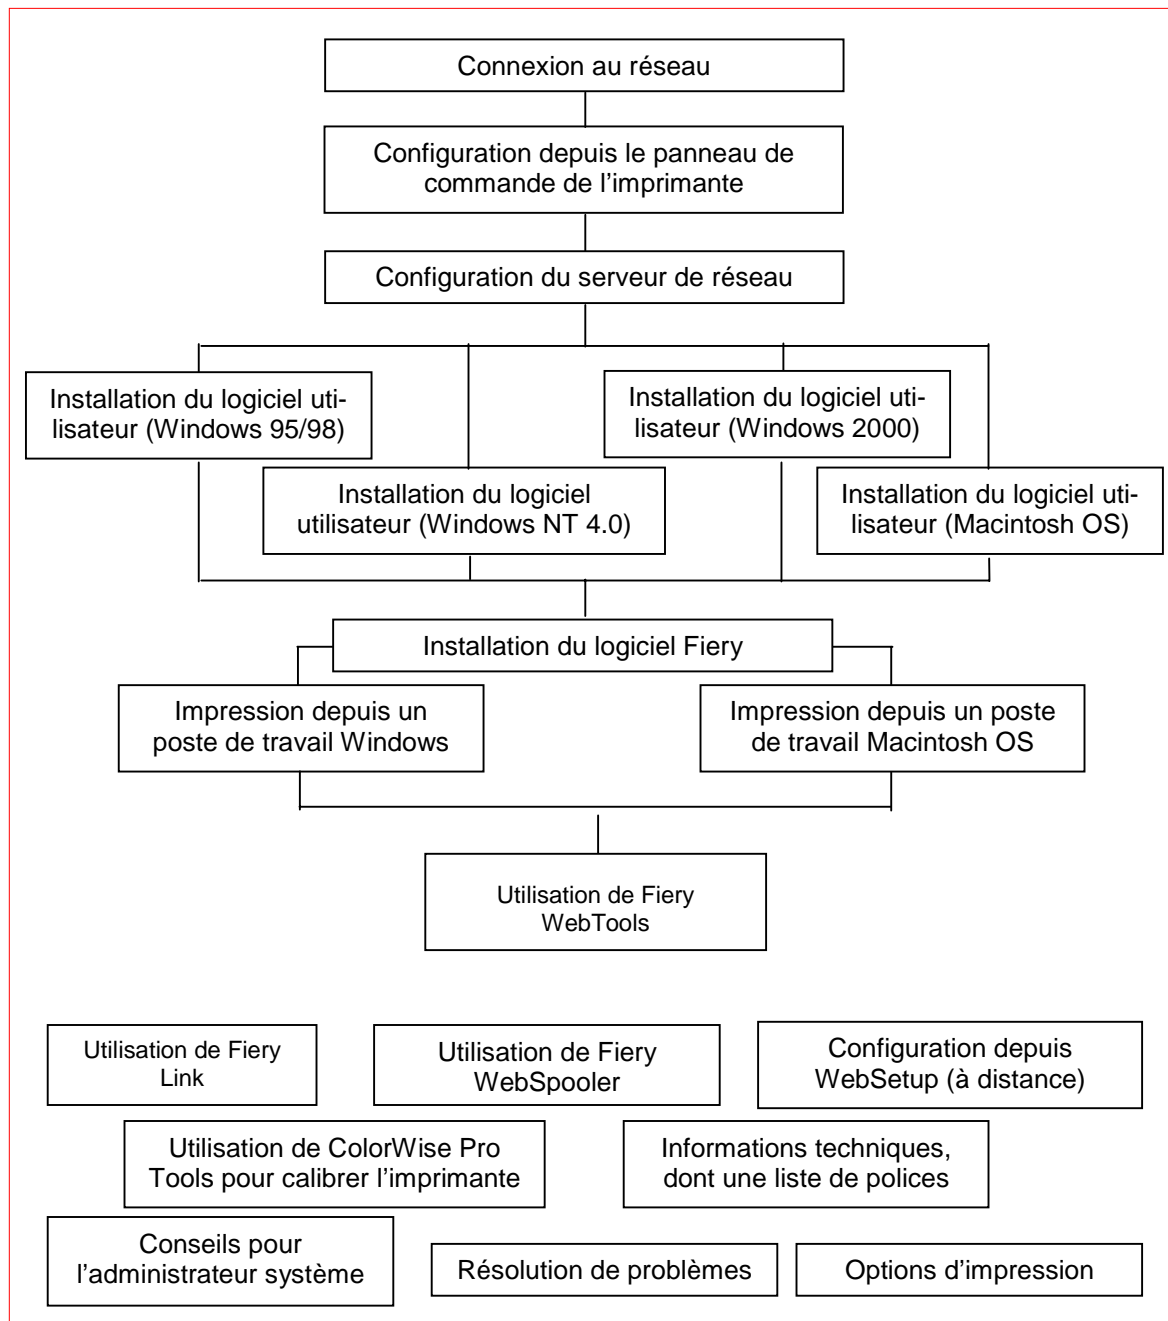 Connexion au réseau
Configuration depuis le panneau de
commande de l'imprimante
Configuration du serveur de réseau
Installation du logiciel uti-
lisateur (Windows 95/98)
Installation du logiciel uti-
lisateur (Windows 2000)
Installation du logiciel
utilisateur (Windows NT 4.0)
Installation du logiciel uti-
lisateur (Macintosh OS)
Installation du logiciel Fiery
Impression depuis un
poste de travail Windows
Impression depuis un poste
de travail Macintosh OS
Utilisation de Fiery
WebTools
Utilisation de Fiery
Link
Utilisation de Fiery
WebSpooler
Configuration depuis
WebSetup (à distance)
Utilisation de ColorWise Pro
Tools pour calibrer l'imprimante
Informations techniques,
dont une liste de polices
Conseils pour
l'administrateur système
Résolution de problèmes
Options d'impression